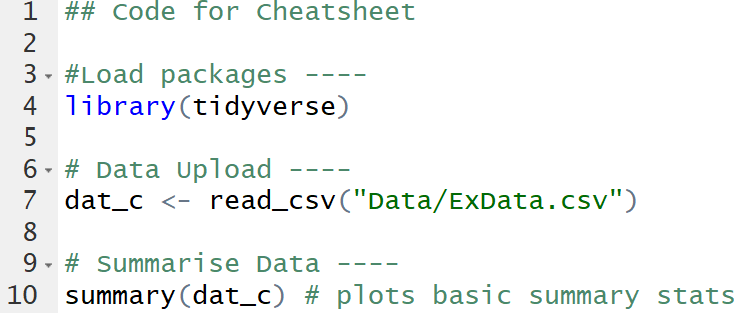 1 ## Code for Cheatsheet
2
3 #Load packages ----
4 library(tidyverse)
5
6 # Data Upload ----
7 dat_c <- read_csv("Data/ExData.csv")
8
9 # Summarise Data ----
10 summary(dat_c) # plots basic summary stats